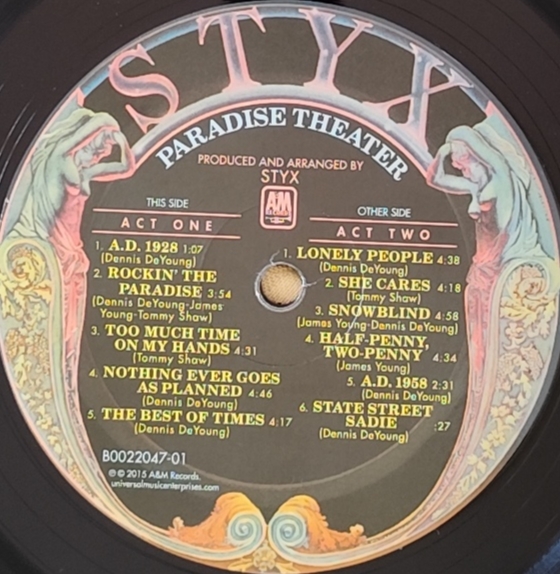 STYX
PARADISE THEATER
PRODUCED AND ARRANGED BY
STYX
A&M
RECORDS
THIS SIDE
ACT ONE
1. A.D. 1928 1:07
(Dennis DeYoung)
2. ROCKIN' THE
PARADISE 3:54
(Dennis DeYoung-James
Young-Tommy Shaw)
3. TOO MUCH TIME
ON MY HANDS 4:31
(Tommy Shaw)
4. NOTHING EVER GOES
AS PLANNED 4:46
(Dennis DeYoung)
5. THE BEST OF TIMES 4:17
(Dennis DeYoung)
B0022047-01
℗ © 2015 A&M Records.
universalmusicenterprises.com
OTHER SIDE
ACT TWO
1. LONELY PEOPLE 4:38
(Dennis DeYoung)
2. SHE CARES 4:18
(Tommy Shaw)
3. SNOWBLIND 4:58
(James Young-Dennis DeYoung)
4. HALF-PENNY,
TWO-PENNY 4:34
(James Young)
5. A.D. 1958 2:31
(Dennis DeYoung)
6. STATE STREET
SADIE :27
(Dennis DeYoung)